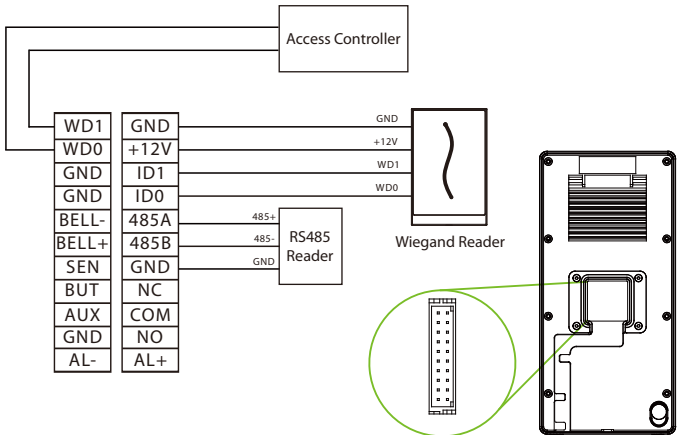 Access Controller
WD1 GND GND
WD0 +12V +12V
GND ID1 WD1
GND ID0 WD0
BELL- 485A 485+
BELL+ 485B 485-
SEN GND GND
RS485
Reader
Wiegand Reader
BUT NC
AUX COM
GND NO
AL- AL+